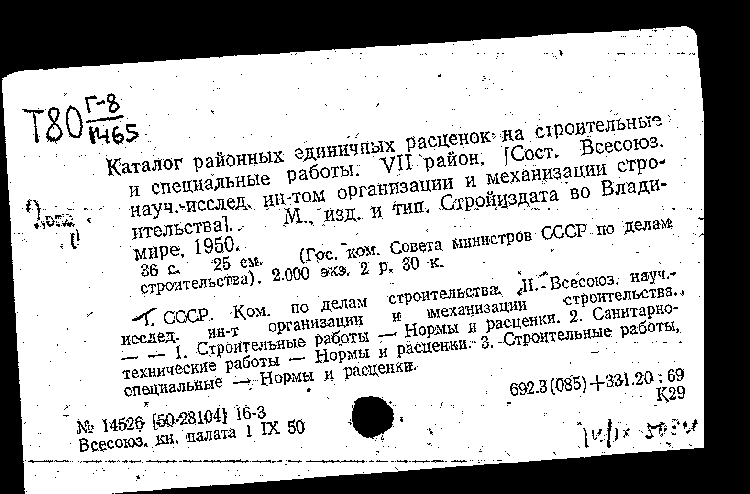 Т80 Г-8
1465
Каталог районных единичных расценок на строительные
и специальные работы. VII район. [Сост. Всесоюз.
науч.-исслед. ин-том организации и механизации стро-
ительства]. М., изд. и тип. Стройиздата во Влади-
мире, 1950.
36 с. 25 см. (Гос. ком. Совета министров СССР по делам
строительства). 2.000 экз. 2 р. 30 к.
I. СССР. Ком. по делам строительства. II. Всесоюз. науч.-
исслед. ин-т организации и механизации строительства.
— — 1. Строительные работы — Нормы и расценки. 2. Санитарно-
технические работы — Нормы и расценки. 3. Строительные работы,
специальные — Нормы и расценки.
692.3(085)+331.20 : 69
К29
№ 14526 [50-28104] 16-3
Всесоюз. кн. палата 1 IX 50